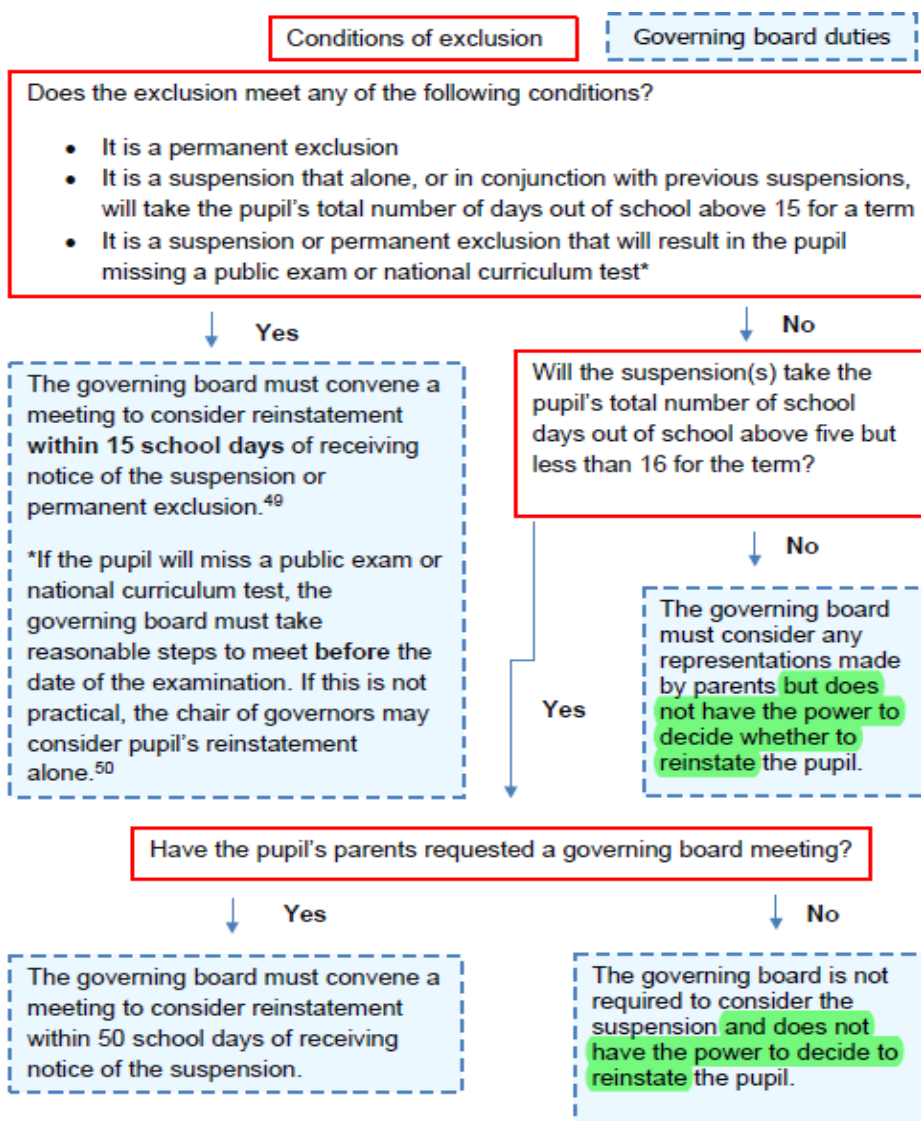 Conditions of exclusion
Governing board duties
Does the exclusion meet any of the following conditions?
• It is a permanent exclusion
• It is a suspension that alone, or in conjunction with previous suspensions,
will take the pupil's total number of days out of school above 15 for a term
• It is a suspension or permanent exclusion that will result in the pupil
missing a public exam or national curriculum test*
Yes
No
The governing board must convene a
meeting to consider reinstatement
within 15 school days of receiving
notice of the suspension or
permanent exclusion.49
*If the pupil will miss a public exam or
national curriculum test, the
governing board must take
reasonable steps to meet before the
date of the examination. If this is not
practical, the chair of governors may
consider pupil's reinstatement
alone.50
Will the suspension(s) take the
pupil's total number of school
days out of school above five but
less than 16 for the term?
No
The governing board
must consider any
representations made
by parents but does
not have the power to
decide whether to
reinstate the pupil.
Yes
Have the pupil's parents requested a governing board meeting?
Yes
No
The governing board must convene a
meeting to consider reinstatement
within 50 school days of receiving
notice of the suspension.
The governing board is not
required to consider the
suspension and does not
have the power to decide to
reinstate the pupil.